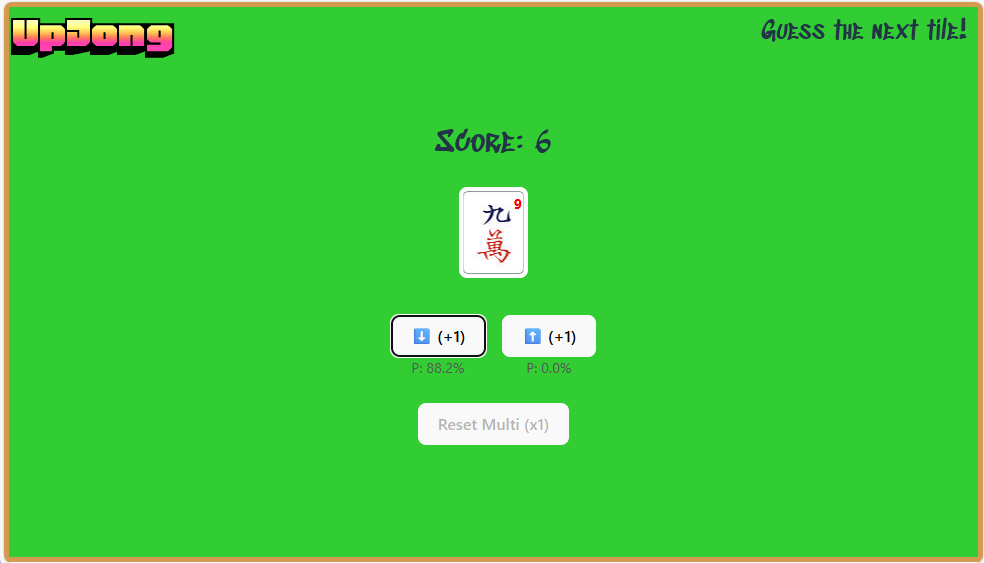 UpJong
Guess the next tile!
Score: 6
9
九
萬
⬇️ (+1)
⬆️ (+1)
P: 88.2%
P: 0.0%
Reset Multi (x1)